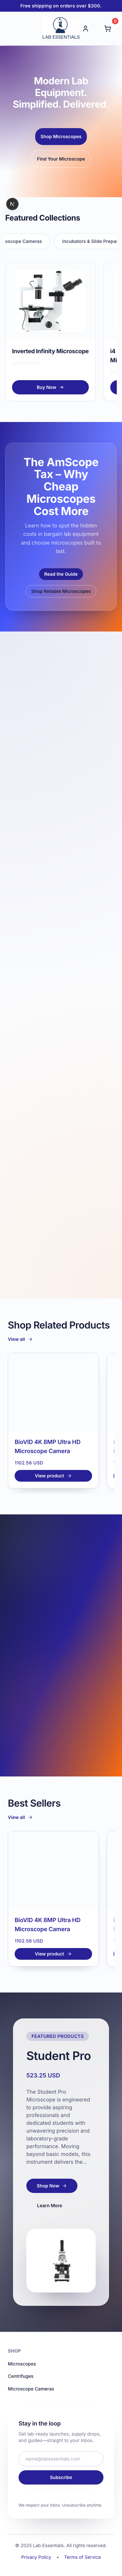 Free shipping on orders over $300.
LAB ESSENTIALS
0
Modern Lab
Equipment.
Simplified. Delivered.
Shop Microscopes
Find Your Microscope
N
Featured Collections
oscope Cameras
Incubators & Slide Prepar
Inverted Infinity Microscope
Buy Now →
i4
Mi
The AmScope
Tax – Why
Cheap
Microscopes
Cost More
Learn how to spot the hidden
costs in bargain lab equipment
and choose microscopes built to
last.
Read the Guide
Shop Reliable Microscopes
Shop Related Products
View all →
BioVID 4K 8MP Ultra HD
Microscope Camera
1102.56 USD
View product →
Best Sellers
View all →
BioVID 4K 8MP Ultra HD
Microscope Camera
1102.56 USD
View product →
FEATURED PRODUCTS
Student Pro
523.25 USD
The Student Pro
Microscope is engineered
to provide aspiring
professionals and
dedicated students with
unwavering precision and
laboratory-grade
performance. Moving
beyond basic models, this
instrument delivers the...
Shop Now →
Learn More
SHOP
Microscopes
Centrifuges
Microscope Cameras
Stay in the loop
Get lab-ready launches, supply drops,
and guides—straight to your inbox.
name@labessentials.com
Subscribe
We respect your inbox. Unsubscribe anytime.
© 2025 Lab Essentials. All rights reserved.
Privacy Policy • Terms of Service